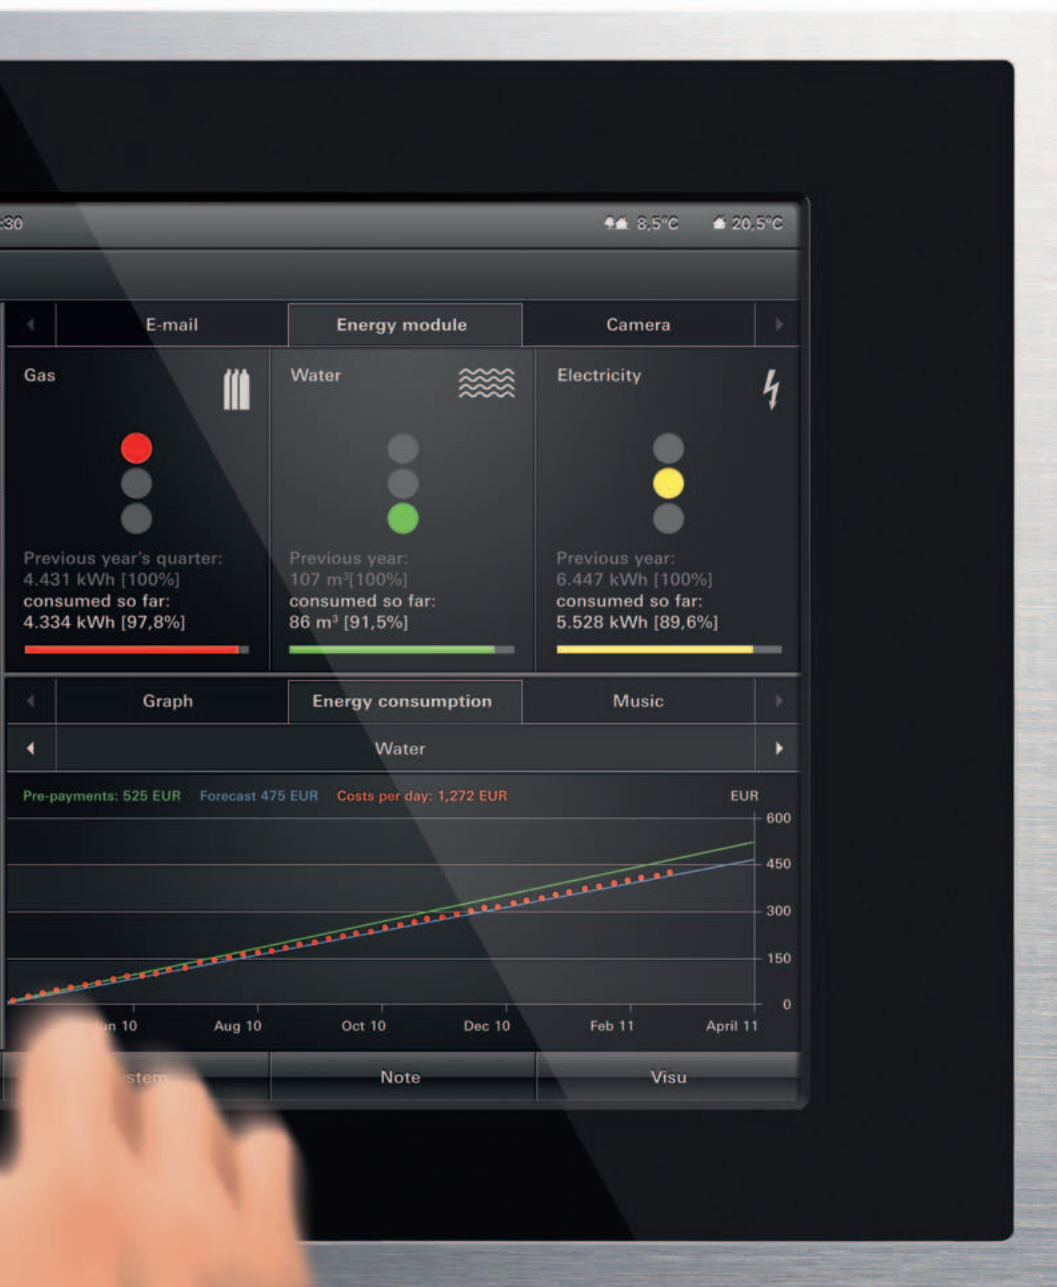 :30
8,5°C
20,5°C
E-mail
Energy module
Camera
Gas
Water
Electricity
Previous year's quarter:
4.431 kWh [100%]
consumed so far:
4.334 kWh [97,8%]
Previous year:
107 m³[100%]
consumed so far:
86 m³ [91,5%]
Previous year:
6.447 kWh [100%]
consumed so far:
5.528 kWh [89,6%]
Graph
Energy consumption
Music
Water
Pre-payments: 525 EUR Forecast 475 EUR Costs per day: 1,272 EUR
EUR
600
450
300
150
0
un 10
Aug 10
Oct 10
Dec 10
Feb 11
April 11
stem
Note
Visu